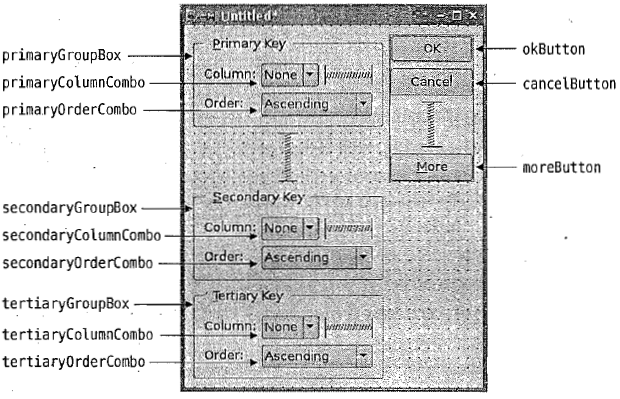 Untitled*
primaryGroupBox
primaryColumnCombo
primaryOrderCombo
Primary Key
Column: None
Order: Ascending
OK
Cancel
More
okButton
cancelButton
moreButton
secondaryGroupBox
secondaryColumnCombo
secondaryOrderCombo
Secondary Key
Column: None
Order: Ascending
tertiaryGroupBox
tertiaryColumnCombo
tertiaryOrderCombo
Tertiary Key
Column: None
Order: Ascending